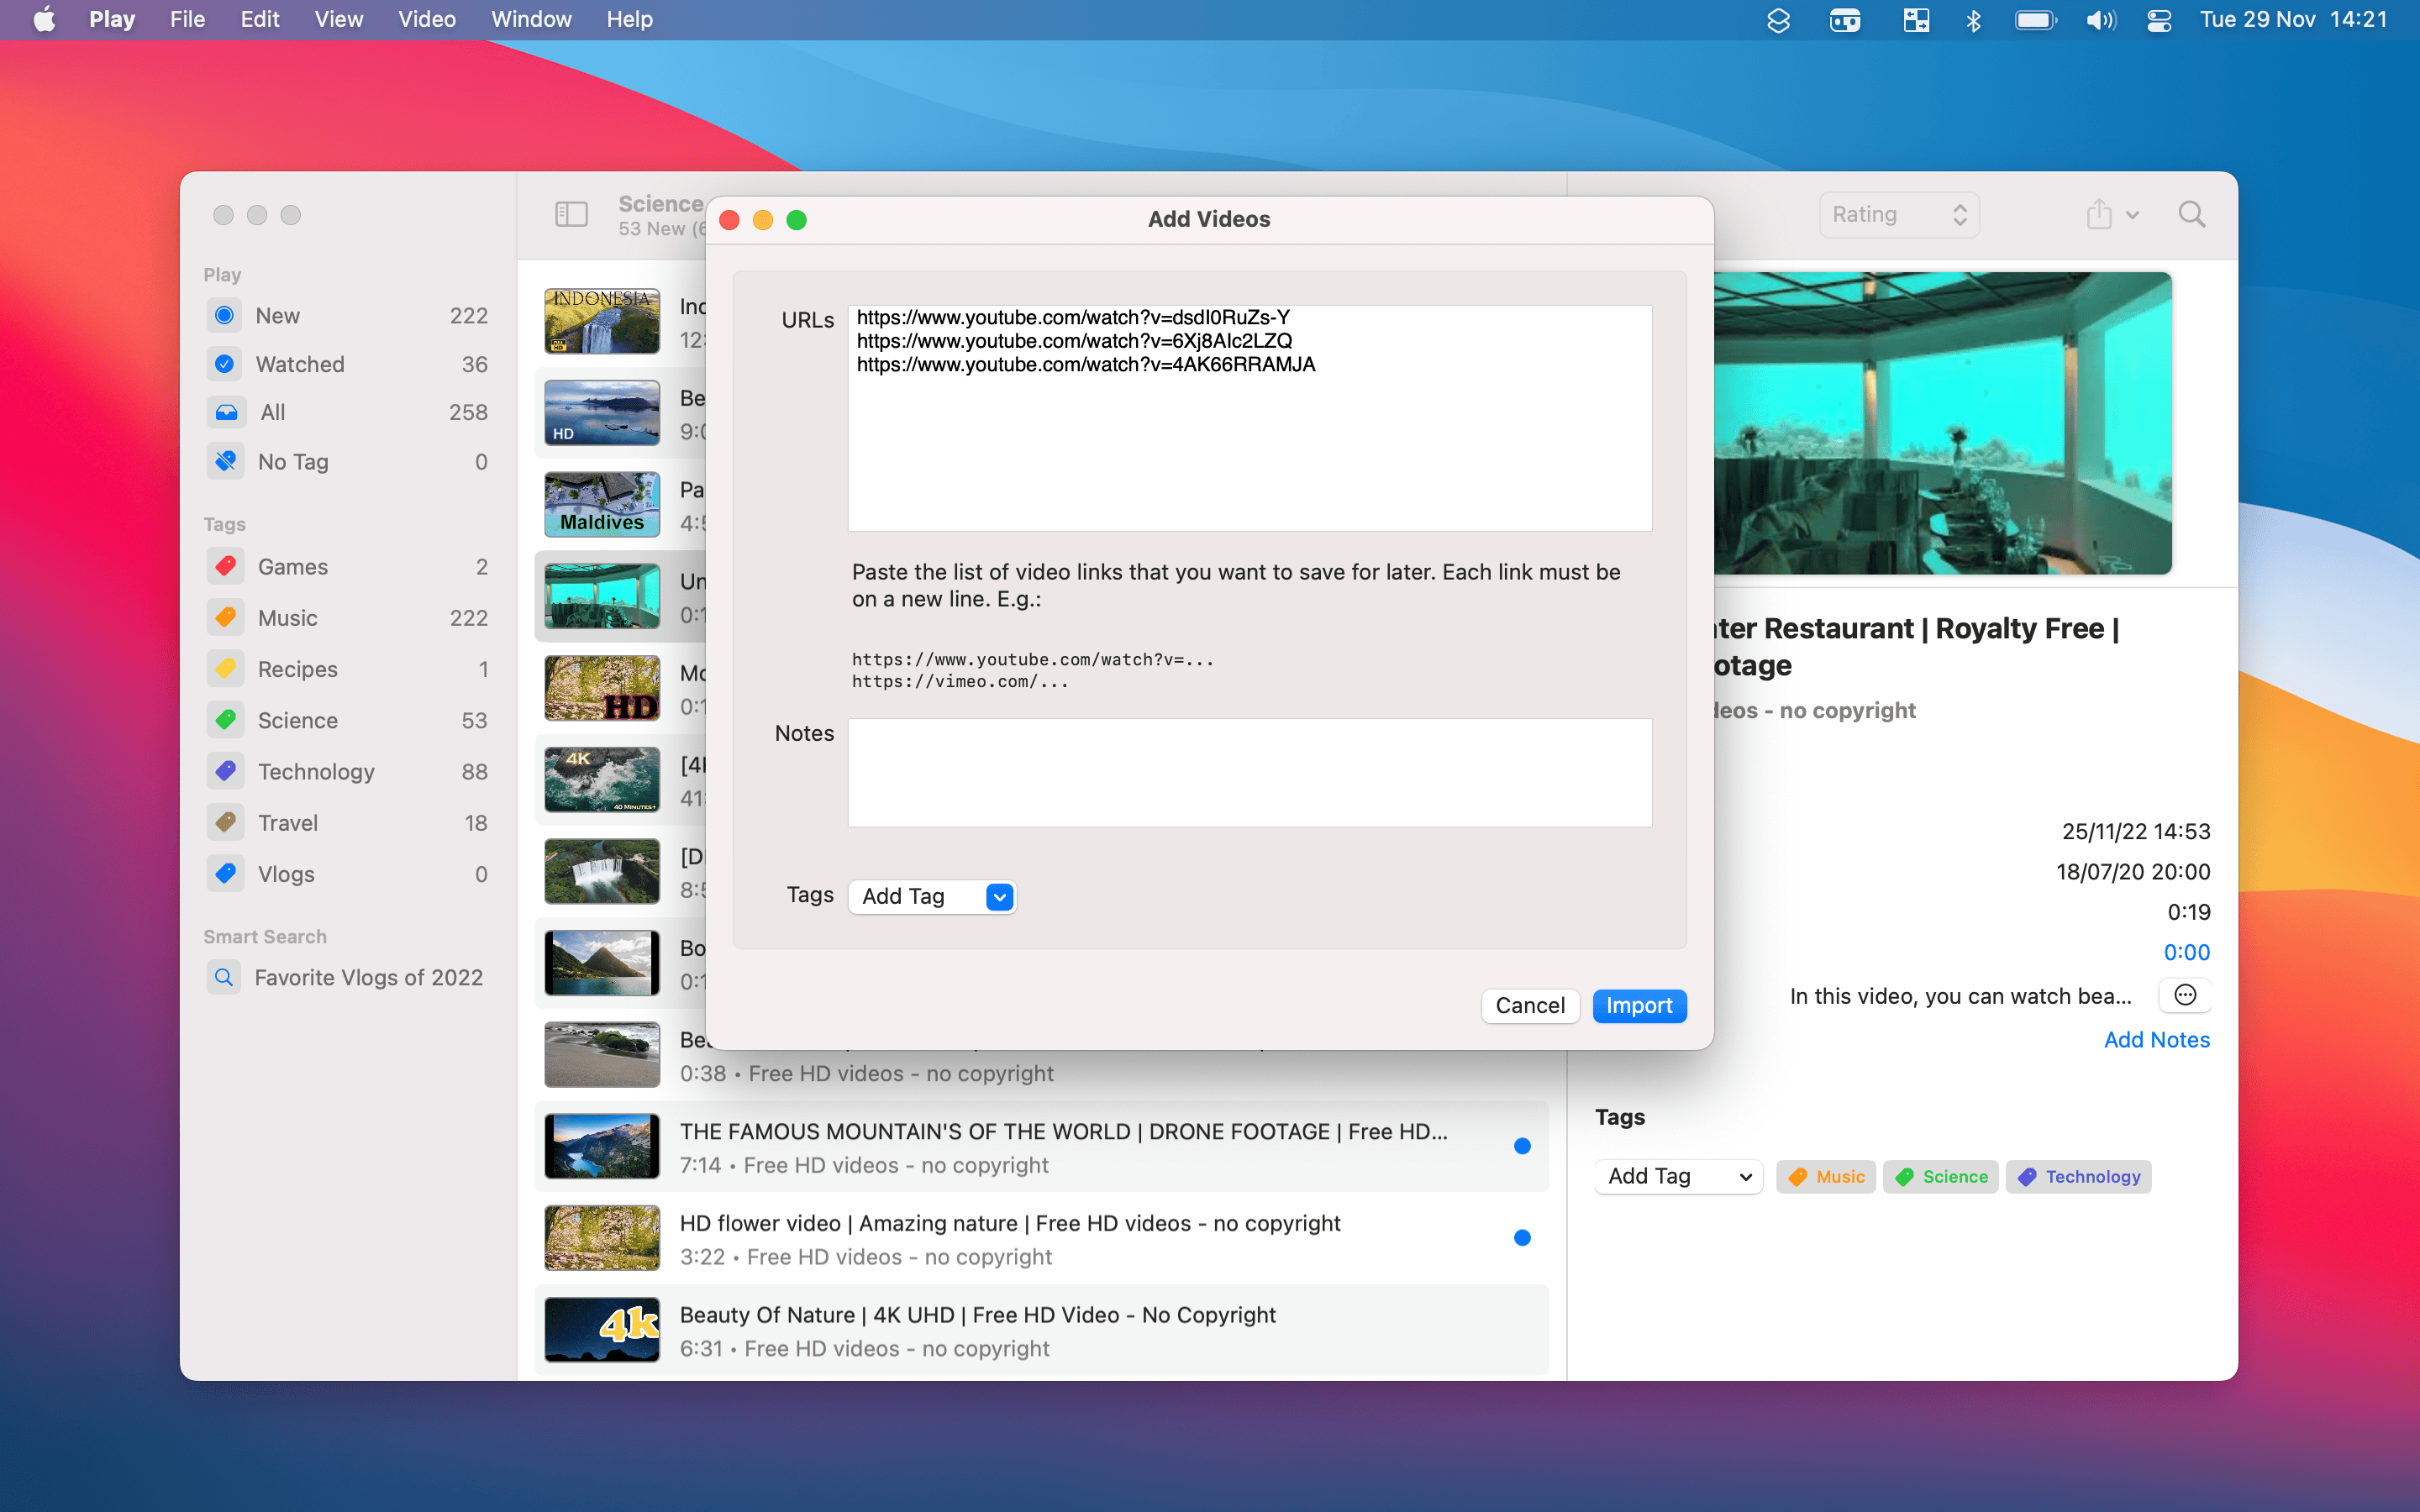 Play File Edit View Video Window Help Tue 29 Nov 14:21
Science
53 New (6
Rating
Play
New 222
Watched 36
All 258
No Tag 0
Tags
Games 2
Music 222
Recipes 1
Science 53
Technology 88
Travel 18
Vlogs 0
Smart Search
Favorite Vlogs of 2022
INDONESIA
FULL HD
Ind
12:
HD
Be
9:0
Maldives
Pa
4:5
Un
0:1
HD
Mo
0:1
4K
40 MINUTES+
[4K
41:
[D
8:5
Bo
0:1
Bea
0:38 • Free HD videos - no copyright
THE FAMOUS MOUNTAIN'S OF THE WORLD | DRONE FOOTAGE | Free HD...
7:14 • Free HD videos - no copyright
HD flower video | Amazing nature | Free HD videos - no copyright
3:22 • Free HD videos - no copyright
4k
Beauty Of Nature | 4K UHD | Free HD Video - No Copyright
6:31 • Free HD videos - no copyright
Add Videos
URLs
https://www.youtube.com/watch?v=dsdI0RuZs-Y
https://www.youtube.com/watch?v=6Xj8Alc2LZQ
https://www.youtube.com/watch?v=4AK66RRAMJA
Paste the list of video links that you want to save for later. Each link must be
on a new line. E.g.:
https://www.youtube.com/watch?v=...
https://vimeo.com/...
Notes
Tags Add Tag
Cancel Import
ter Restaurant | Royalty Free |
otage
deos - no copyright
25/11/22 14:53
18/07/20 20:00
0:19
0:00
In this video, you can watch bea...
Add Notes
Tags
Add Tag Music Science Technology